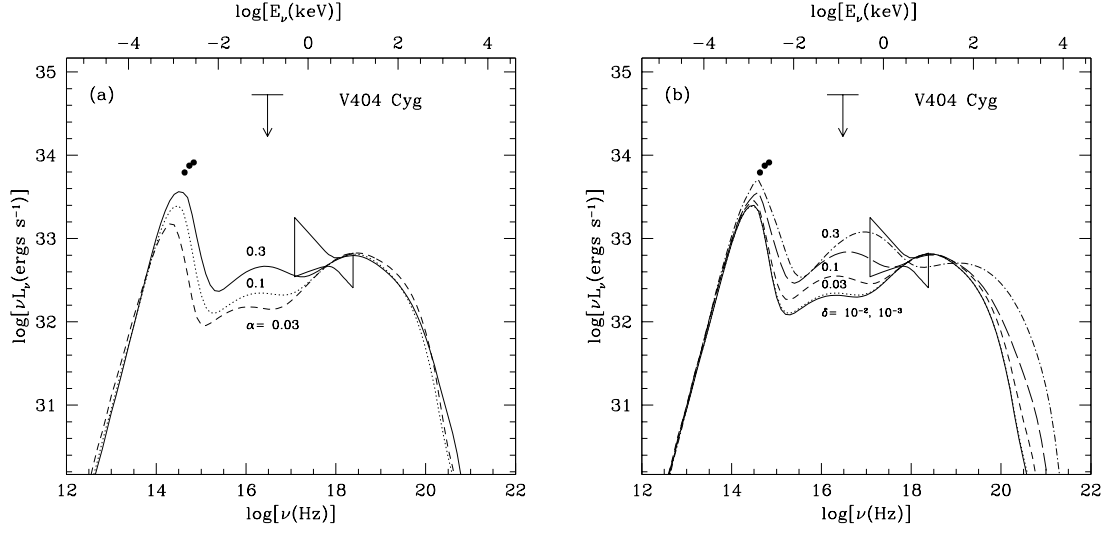 log[E_ν(keV)]
−4 −2 0 2 4
(a)
V404 Cyg
35
34
33
32
31
log[νL_ν(ergs s⁻¹)]
0.3
0.1
α= 0.03
12 14 16 18 20 22
log[ν(Hz)]
log[E_ν(keV)]
−4 −2 0 2 4
(b)
V404 Cyg
35
34
33
32
31
log[νL_ν(ergs s⁻¹)]
0.3
0.1
0.03
δ= 10⁻², 10⁻³
12 14 16 18 20 22
log[ν(Hz)]